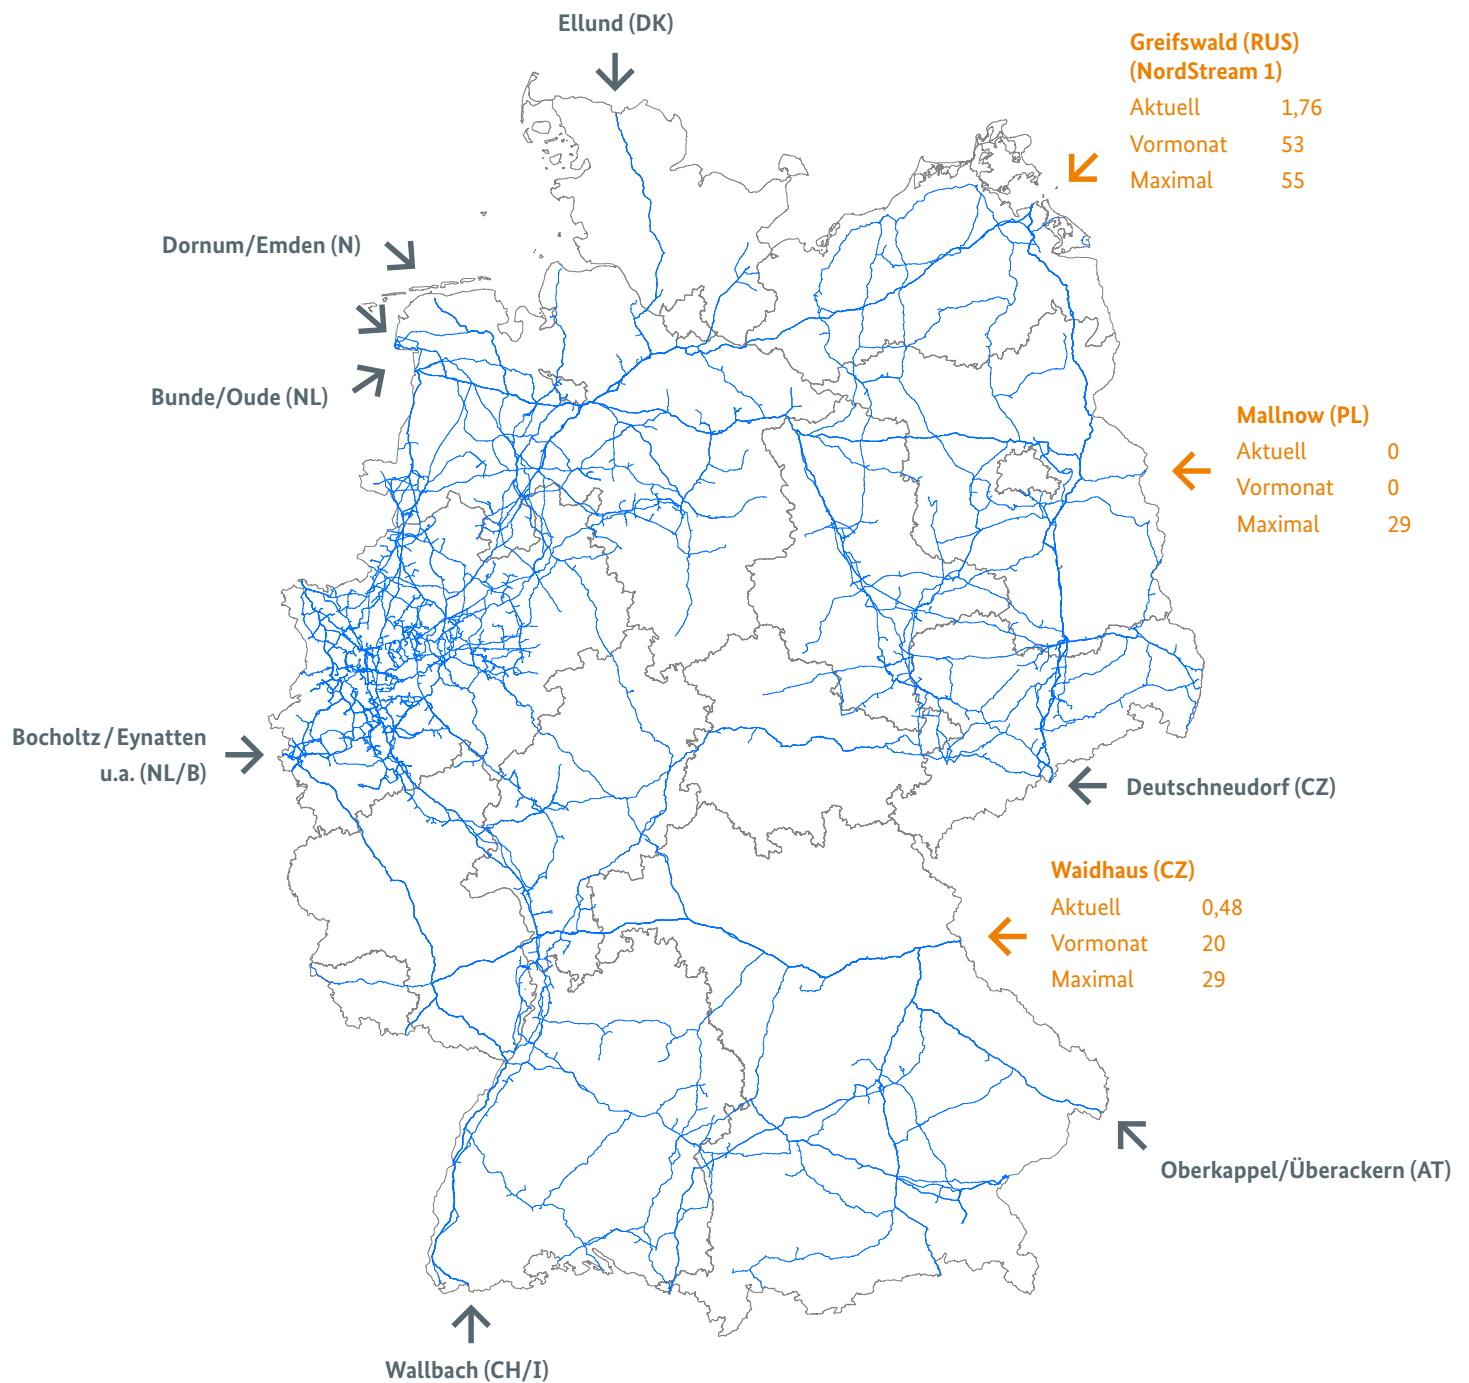 Ellund (DK)
Greifswald (RUS)
(NordStream 1)
Aktuell 1,76
Vormonat 53
Maximal 55
Dornum/Emden (N)
Bunde/Oude (NL)
Mallnow (PL)
Aktuell 0
Vormonat 0
Maximal 29
Bocholtz / Eynatten
u.a. (NL/B)
Deutschneudorf (CZ)
Waidhaus (CZ)
Aktuell 0,48
Vormonat 20
Maximal 29
Oberkappel/Überackern (AT)
Wallbach (CH/I)